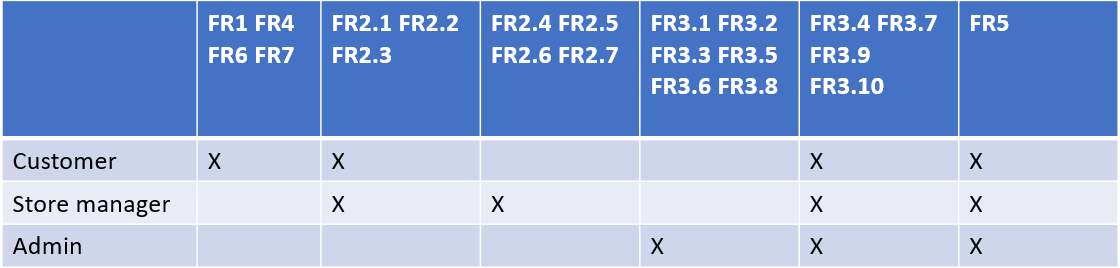 FR1 FR4 FR2.1 FR2.2 FR2.4 FR2.5 FR3.1 FR3.2 FR3.4 FR3.7 FR5
FR6 FR7 FR2.3 FR2.6 FR2.7 FR3.3 FR3.5 FR3.9
FR3.6 FR3.8 FR3.10
Customer X X X X
Store manager X X X X
Admin X X X